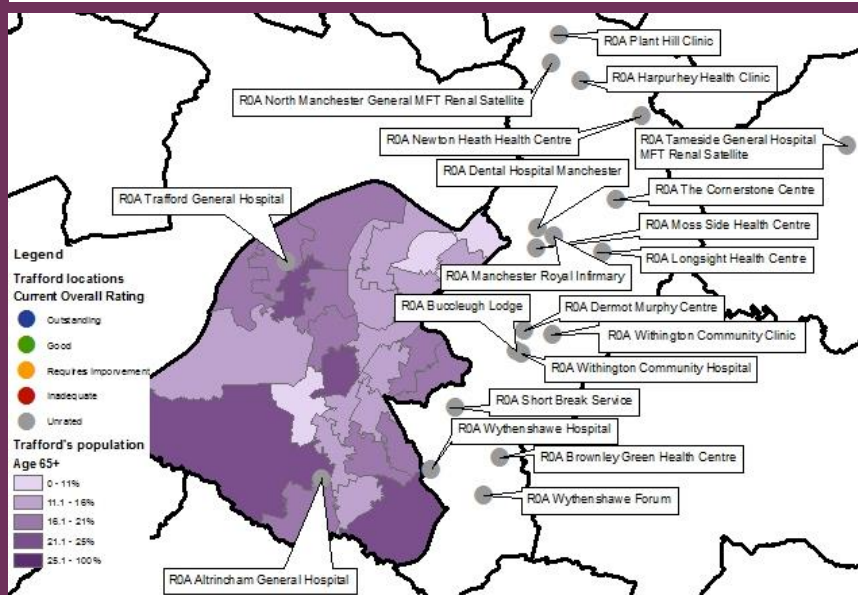 R0A Plant Hill Clinic
R0A Harpurhey Health Clinic
R0A North Manchester General MFT Renal Satellite
R0A Newton Heath Health Centre
R0A Tameside General Hospital
MFT Renal Satellite
R0A Dental Hospital Manchester
R0A Trafford General Hospital
R0A The Cornerstone Centre
R0A Moss Side Health Centre
R0A Longsight Health Centre
R0A Manchester Royal Infirmary
R0A Buccleugh Lodge
R0A Dermot Murphy Centre
R0A Withington Community Clinic
R0A Withington Community Hospital
R0A Short Break Service
R0A Wythenshawe Hospital
R0A Brownley Green Health Centre
R0A Wythenshawe Forum
R0A Altrincham General Hospital
Legend
Trafford locations
Current Overall Rating
Outstanding
Good
Requires Imporvement
Inadequate
Unrated
Trafford's population
Age 65+
0 - 11%
11.1 - 16%
16.1 - 21%
21.1 - 25%
25.1 - 100%